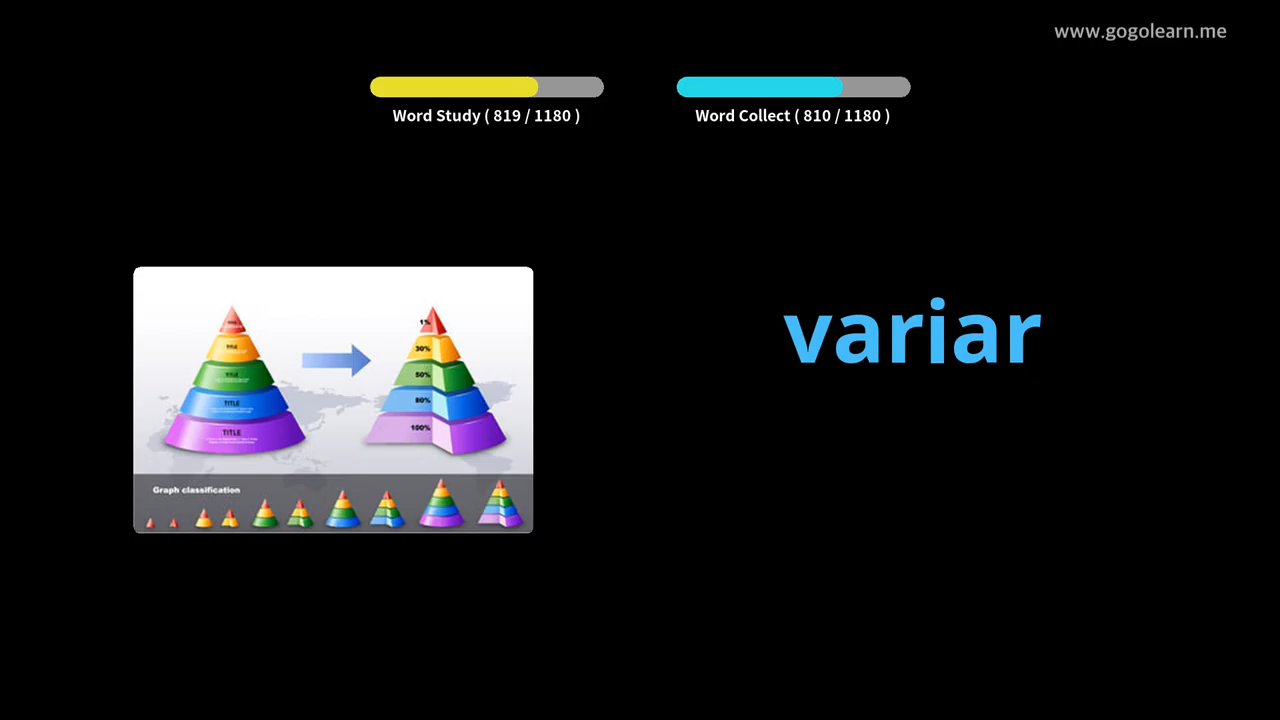 www.gogolearn.me
Word Study ( 819 / 1180 )
Word Collect ( 810 / 1180 )
variar
TITLE
TITLE
TITLE
TITLE
1%
30%
50%
80%
100%
Graph classification